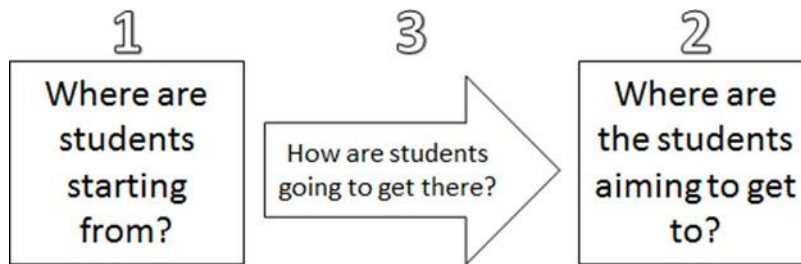 1
3
2
Where are
students
starting
from?
How are students
going to get there?
Where are
the students
aiming to get
to?